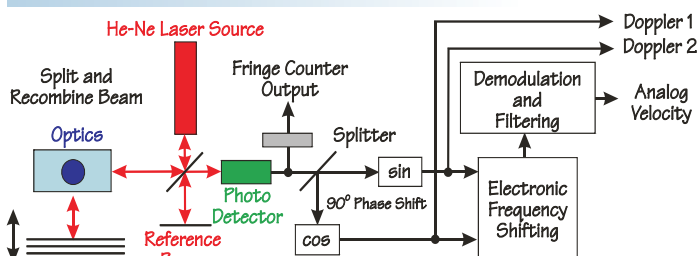 He-Ne Laser Source
Doppler 1
Doppler 2
Split and
Recombine Beam
Fringe Counter
Output
Demodulation
and
Filtering
Analog
Velocity
Optics
Splitter
sin
Photo
Detector
90° Phase Shift
Electronic
Frequency
Shifting
Reference
cos